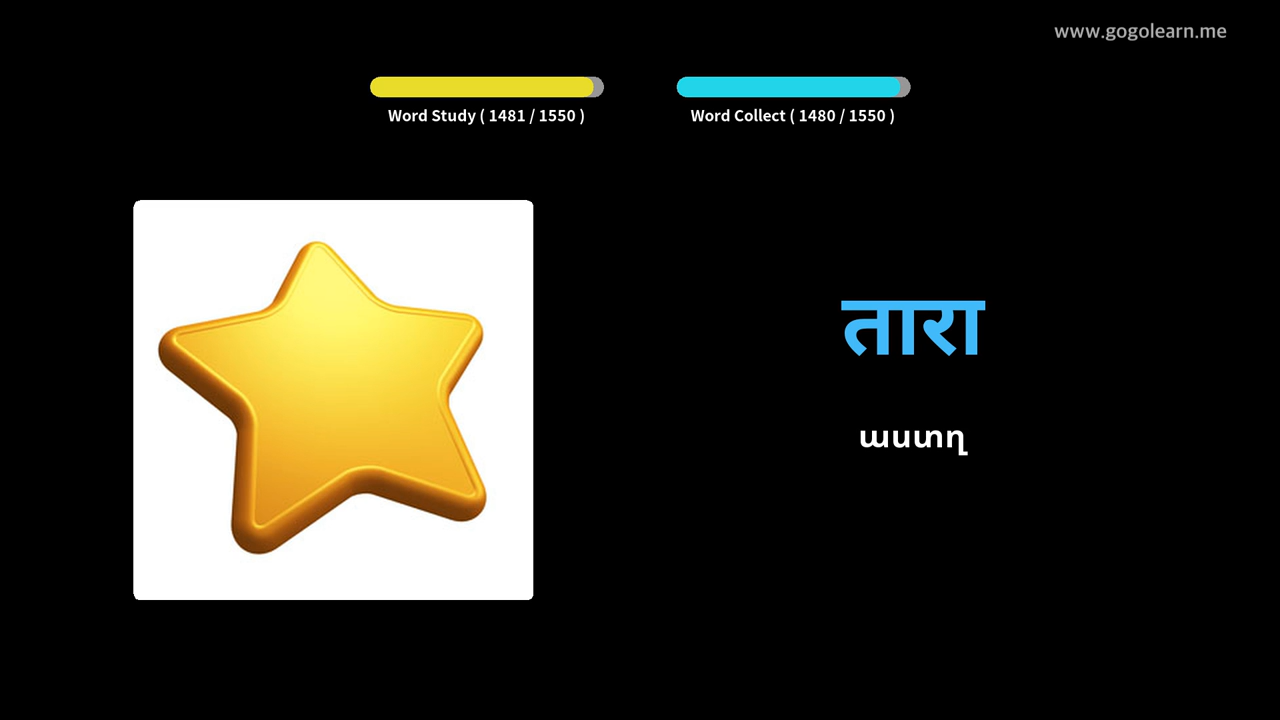 www.gogolearn.me
Word Study ( 1481 / 1550 )
Word Collect ( 1480 / 1550 )
तारा
աստղ